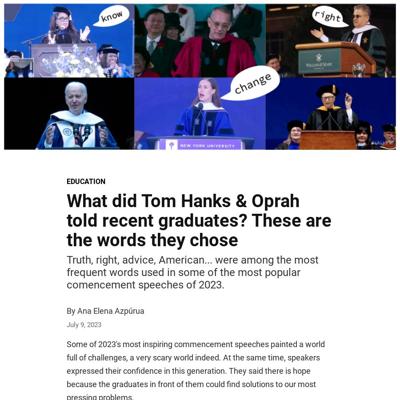 know
right
change
WILLIAM & MARY
NEW YORK UNIVERSITY
EDUCATION
What did Tom Hanks & Oprah
told recent graduates? These are
the words they chose
Truth, right, advice, American... were among the most
frequent words used in some of the most popular
comencement speeches of 2023.
By Ana Elena Azpúrua
July 9, 2023
Some of 2023's most inspiring commencement speeches painted a world
full of challenges, a very scary world indeed. At the same time, speakers
expressed their confidence in this generation. They said there is hope
because the graduates in front of them could find solutions to our most
pressing problems.